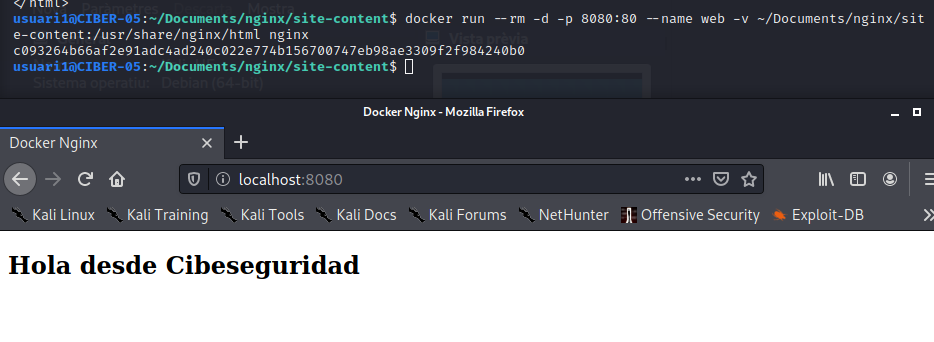 </html>
usuari1@CIBER-05:~/Documents/nginx/site-content$ docker run --rm -d -p 8080:80 --name web -v ~/Documents/nginx/sit
e-content:/usr/share/nginx/html nginx
c093264b66af2e91adc4ad240c022e774b156700747eb98ae3309f2f984240b0
usuari1@CIBER-05:~/Documents/nginx/site-content$
Paràmetres
Mostra
Vista prèvia
Sistema operatiu: Debian (64-bit)
Docker Nginx - Mozilla Firefox
Docker Nginx
localhost:8080
Kali Linux Kali Training Kali Tools Kali Docs Kali Forums NetHunter Offensive Security Exploit-DB
Hola desde Cibeseguridad